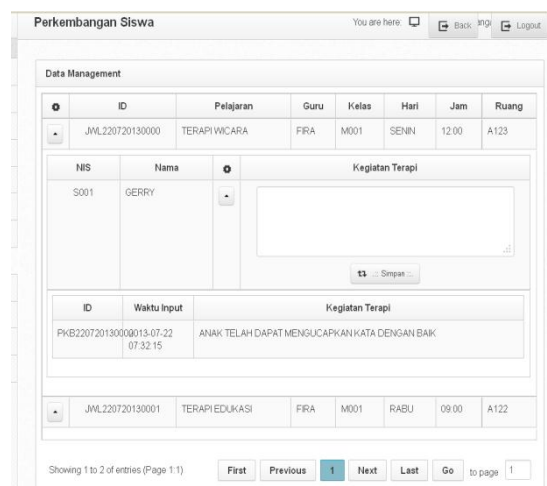 Perkembangan Siswa You are here: Back Logout
Data Management
ID Pelajaran Guru Kelas Hari Jam Ruang
JWL220720130000 TERAPI WICARA FIRA M001 SENIN 12.00 A123
NIS Nama Kegiatan Terapi
S001 GERRY
..:: Simpan ::..
ID Waktu Input Kegiatan Terapi
ANAK TELAH DAPAT MENGUCAPKAN KATA DENGAN BAIK
07:32:15
JWL220720130001 TERAPI EDUKASI FIRA M001 RABU 09.00 A122
Showing 1 to 2 of entries (Page 1:1) First Previous 1 Next Last Go to page 1